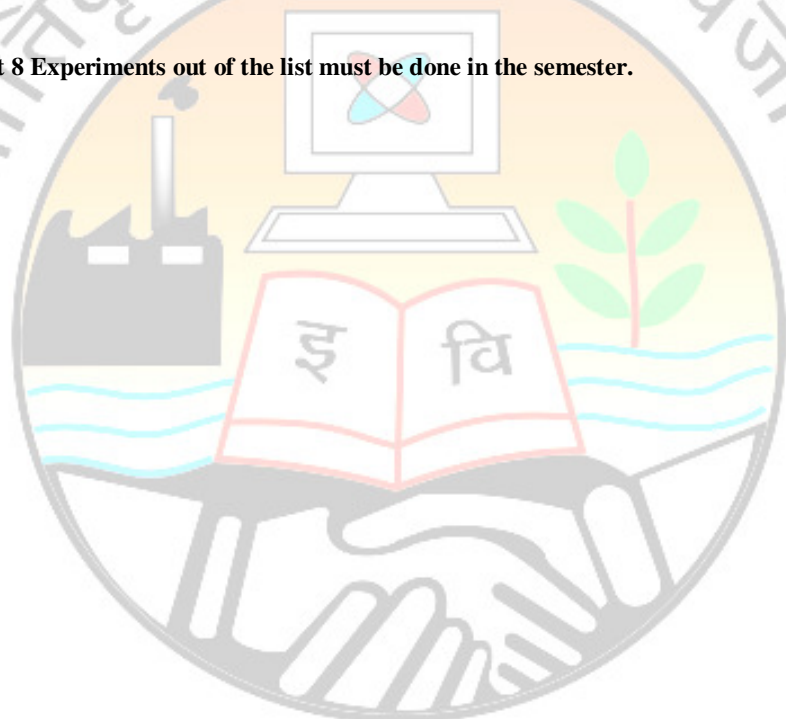 t 8 Experiments out of the list must be done in the semester.
इ वि